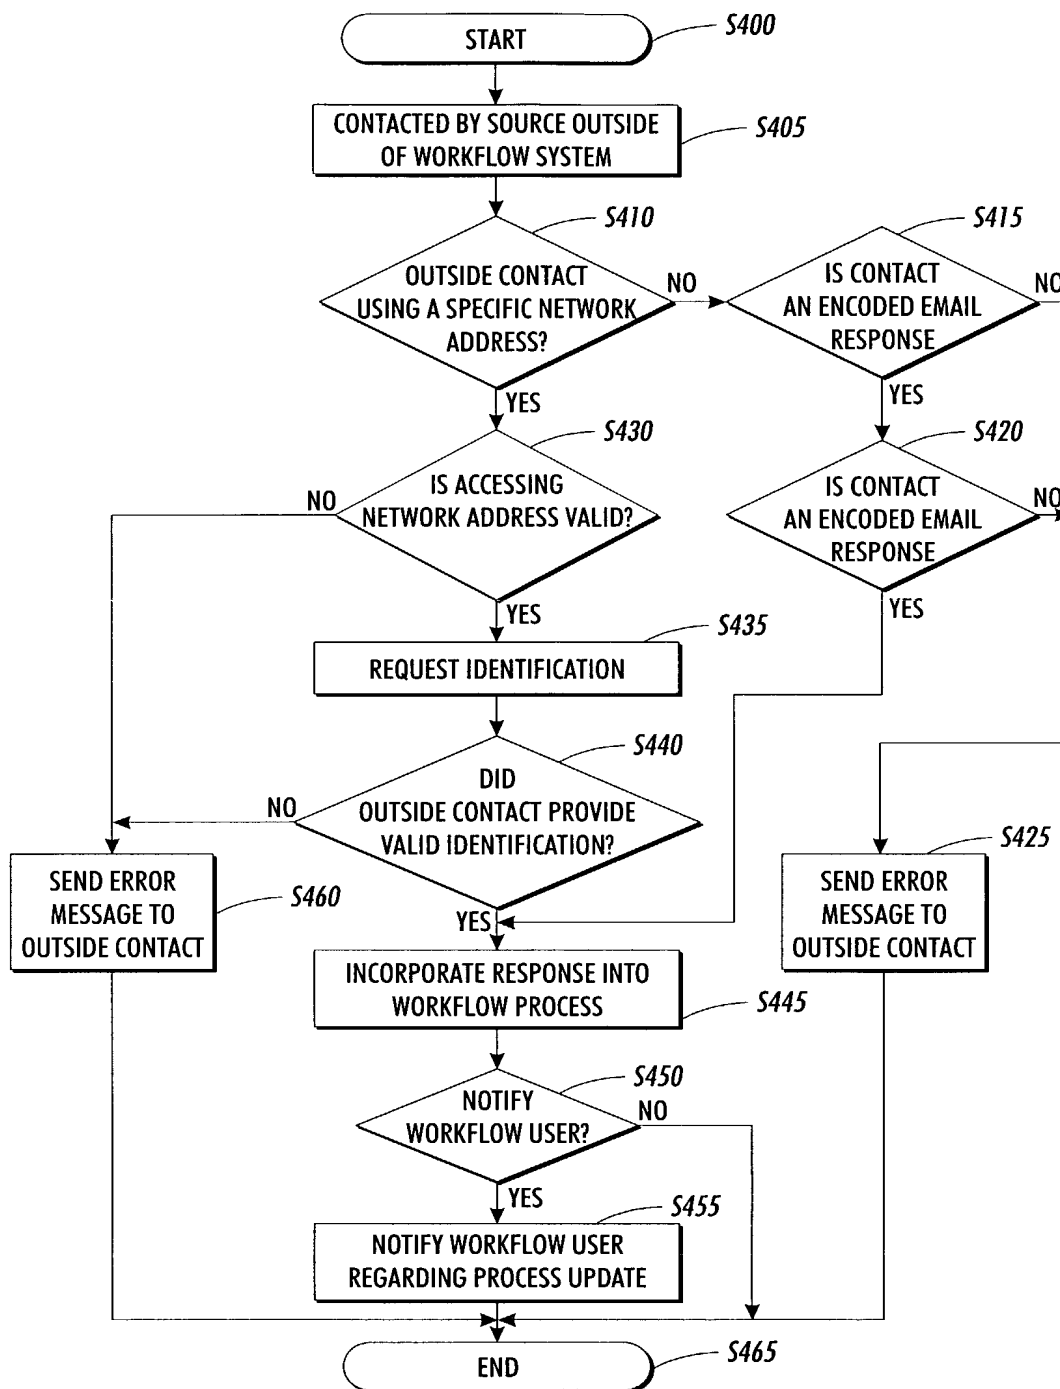 START
S400
CONTACTED BY SOURCE OUTSIDE
OF WORKFLOW SYSTEM
S405
S410
OUTSIDE CONTACT
USING A SPECIFIC NETWORK
ADDRESS?
NO
YES
S415
IS CONTACT
AN ENCODED EMAIL
RESPONSE
NO
YES
S430
IS ACCESSING
NETWORK ADDRESS VALID?
NO
YES
S420
IS CONTACT
AN ENCODED EMAIL
RESPONSE
NO
YES
S435
REQUEST IDENTIFICATION
S440
DID
OUTSIDE CONTACT PROVIDE
VALID IDENTIFICATION?
NO
YES
SEND ERROR
MESSAGE TO
OUTSIDE CONTACT
S460
S425
SEND ERROR
MESSAGE TO
OUTSIDE CONTACT
INCORPORATE RESPONSE INTO
WORKFLOW PROCESS
S445
S450
NOTIFY
WORKFLOW USER?
NO
YES
S455
NOTIFY WORKFLOW USER
REGARDING PROCESS UPDATE
END
S465